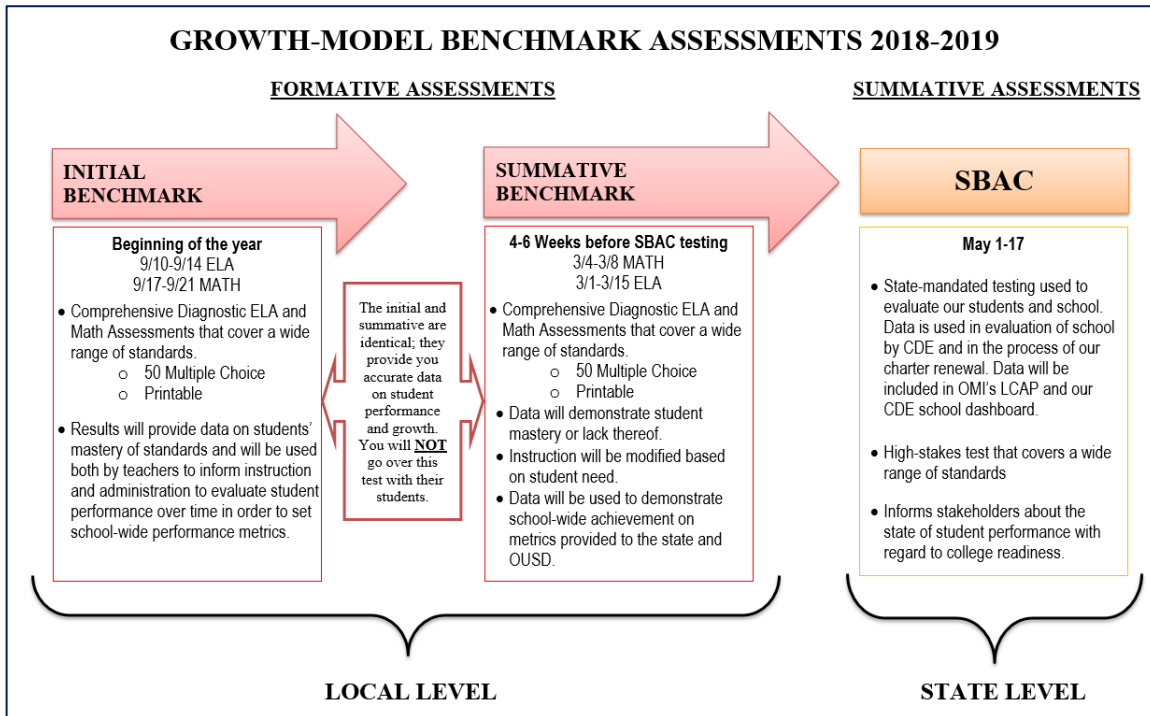 GROWTH-MODEL BENCHMARK ASSESSMENTS 2018-2019
FORMATIVE ASSESSMENTS
SUMMATIVE ASSESSMENTS
INITIAL
BENCHMARK
SUMMATIVE
BENCHMARK
SBAC
Beginning of the year
9/10-9/14 ELA
9/17-9/21 MATH
• Comprehensive Diagnostic ELA and
Math Assessments that cover a wide
range of standards.
o 50 Multiple Choice
o Printable
• Results will provide data on students’
mastery of standards and will be used
both by teachers to inform instruction
and administration to evaluate student
performance over time in order to set
school-wide performance metrics.
The initial and
summative are
identical; they
provide you
accurate data
on student
performance
and growth.
You will NOT
go over this
test with their
students.
4-6 Weeks before SBAC testing
3/4-3/8 MATH
3/1-3/15 ELA
• Comprehensive Diagnostic ELA and
Math Assessments that cover a wide
range of standards.
o 50 Multiple Choice
o Printable
• Data will demonstrate student
mastery or lack thereof.
• Instruction will be modified based
on student need.
• Data will be used to demonstrate
school-wide achievement on
metrics provided to the state and
OUSD.
May 1-17
• State-mandated testing used to
evaluate our students and school.
Data is used in evaluation of school
by CDE and in the process of our
charter renewal. Data will be
included in OMI’s LCAP and our
CDE school dashboard.
• High-stakes test that covers a wide
range of standards
• Informs stakeholders about the
state of student performance with
regard to college readiness.
LOCAL LEVEL
STATE LEVEL